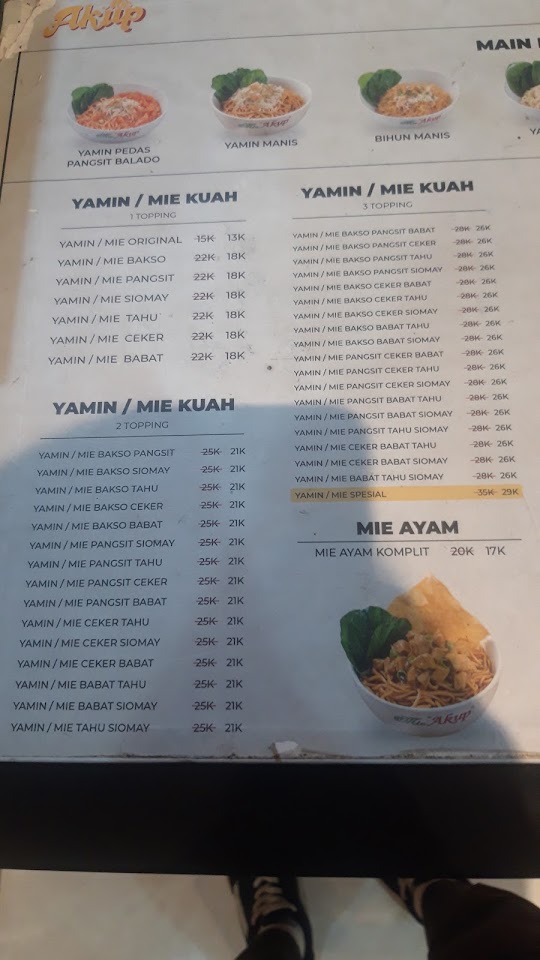 Akup
MAIN
YAMIN PEDAS
PANGSIT BALADO
YAMIN MANIS
BIHUN MANIS
YAMIN / MIE KUAH
1 TOPPING
YAMIN / MIE ORIGINAL 15K 13K
YAMIN / MIE BAKSO 22K 18K
YAMIN / MIE PANGSIT 22K 18K
YAMIN / MIE SIOMAY 22K 18K
YAMIN / MIE TAHU 22K 18K
YAMIN / MIE CEKER 22K 18K
YAMIN / MIE BABAT 22K 18K
YAMIN / MIE KUAH
2 TOPPING
YAMIN / MIE BAKSO PANGSIT 25K 21K
YAMIN / MIE BAKSO SIOMAY 25K 21K
YAMIN / MIE BAKSO TAHU 25K 21K
YAMIN / MIE BAKSO CEKER 25K 21K
YAMIN / MIE BAKSO BABAT 25K 21K
YAMIN / MIE PANGSIT SIOMAY 25K 21K
YAMIN / MIE PANGSIT TAHU 25K 21K
YAMIN / MIE PANGSIT CEKER 25K 21K
YAMIN / MIE PANGSIT BABAT 25K 21K
YAMIN / MIE CEKER TAHU 25K 21K
YAMIN / MIE CEKER SIOMAY 25K 21K
YAMIN / MIE CEKER BABAT 25K 21K
YAMIN / MIE BABAT TAHU 25K 21K
YAMIN / MIE BABAT SIOMAY 25K 21K
YAMIN / MIE TAHU SIOMAY 25K 21K
YAMIN / MIE KUAH
3 TOPPING
YAMIN / MIE BAKSO PANGSIT BABAT 28K 26K
YAMIN / MIE BAKSO PANGSIT CEKER 28K 26K
YAMIN / MIE BAKSO PANGSIT TAHU 28K 26K
YAMIN / MIE BAKSO PANGSIT SIOMAY 28K 26K
YAMIN / MIE BAKSO CEKER BABAT 28K 26K
YAMIN / MIE BAKSO CEKER TAHU 28K 26K
YAMIN / MIE BAKSO CEKER SIOMAY 28K 26K
YAMIN / MIE BAKSO BABAT TAHU 28K 26K
YAMIN / MIE BAKSO BABAT SIOMAY 28K 26K
YAMIN / MIE PANGSIT CEKER BABAT 28K 26K
YAMIN / MIE PANGSIT CEKER TAHU 28K 26K
YAMIN / MIE PANGSIT CEKER SIOMAY 28K 26K
YAMIN / MIE PANGSIT BABAT TAHU 28K 26K
YAMIN / MIE PANGSIT BABAT SIOMAY 28K 26K
YAMIN / MIE PANGSIT TAHU SIOMAY 28K 26K
YAMIN / MIE CEKER BABAT TAHU 28K 26K
YAMIN / MIE CEKER BABAT SIOMAY 28K 26K
YAMIN / MIE BABAT TAHU SIOMAY 28K 26K
YAMIN / MIE SPESIAL 35K 29K
MIE AYAM
MIE AYAM KOMPLIT 20K 17K
Akup